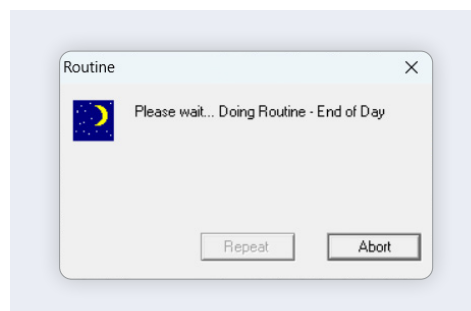 Routine
Please wait... Doing Routine - End of Day
Repeat
Abort